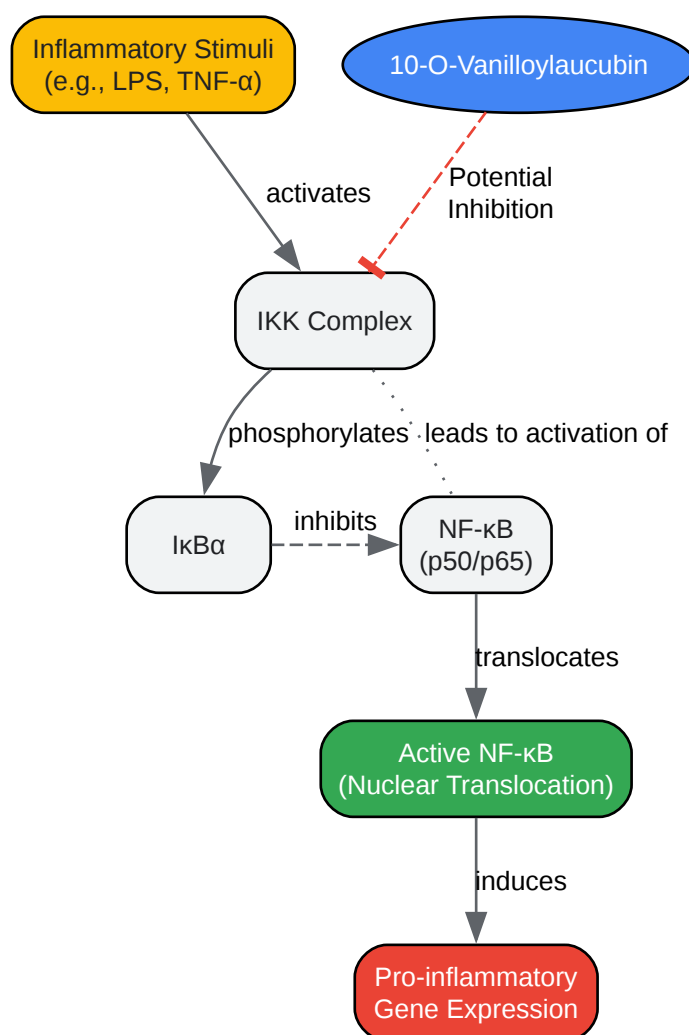 Inflammatory Stimuli
(e.g., LPS, TNF-α)
10-O-Vanilloylaucubin
activates
Potential
Inhibition
IKK Complex
phosphorylates
leads to activation of
IκBα
inhibits
NF-κB
(p50/p65)
translocates
Active NF-κB
(Nuclear Translocation)
induces
Pro-inflammatory
Gene Expression